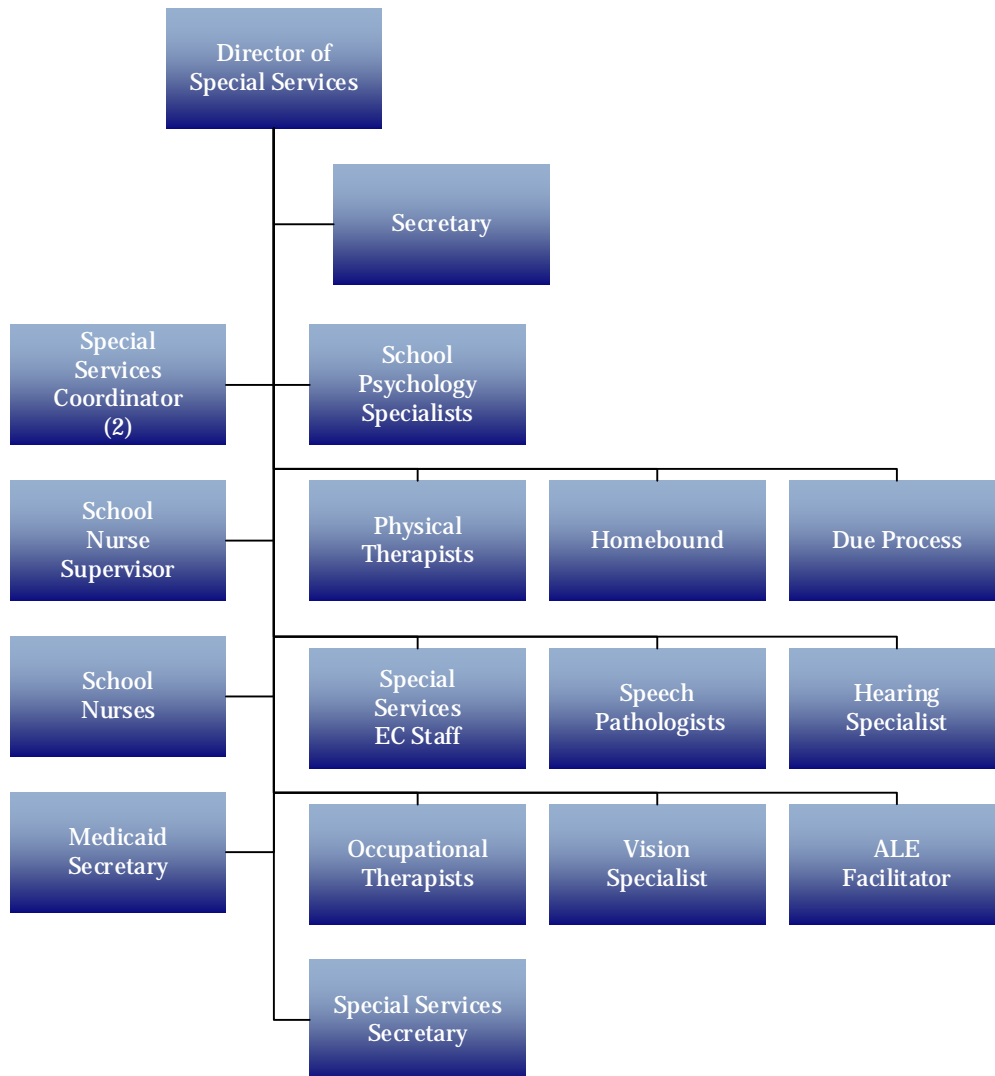 Director of
Special Services
Secretary
Special
Services
Coordinator
(2)
School
Psychology
Specialists
School
Nurse
Supervisor
Physical
Therapists
Homebound
Due Process
School
Nurses
Special
Services
EC Staff
Speech
Pathologists
Hearing
Specialist
Medicaid
Secretary
Occupational
Therapists
Vision
Specialist
ALE
Facilitator
Special Services
Secretary